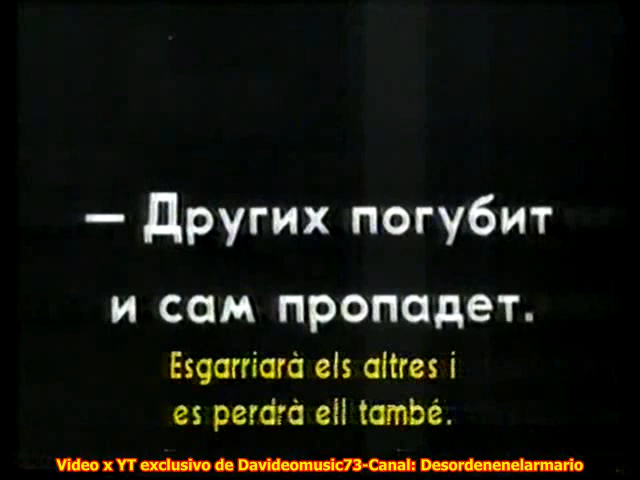 — Других погубит
и сам пропадет.
Esgarriarà els altres i
es perdrà ell també.
Video x YT exclusivo de Davideomusic73-Canal: Desordenenelarmario